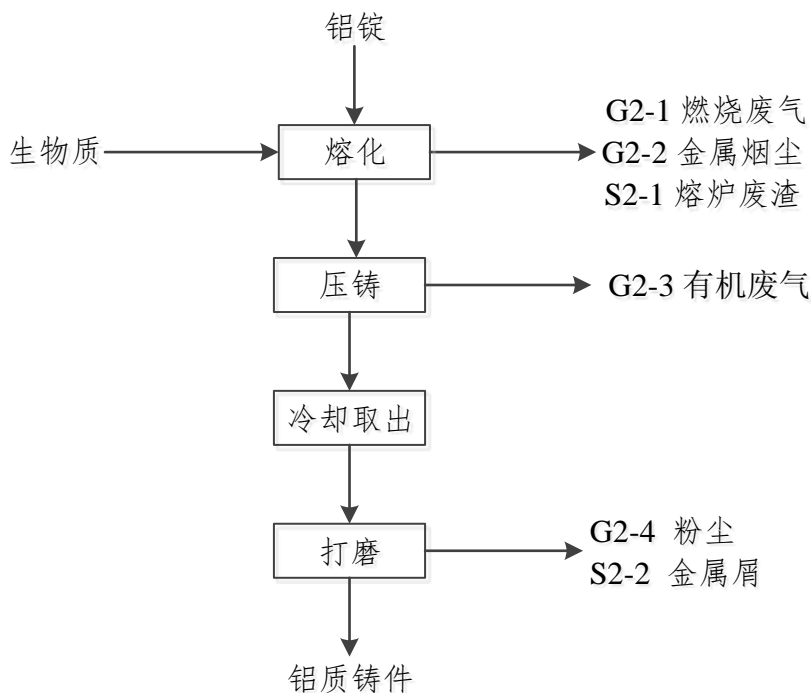 铝锭
生物质
熔化
G2-1 燃烧废气
G2-2 金属烟尘
S2-1 熔炉废渣
压铸
G2-3 有机废气
冷却取出
打磨
G2-4 粉尘
S2-2 金属屑
铝质铸件